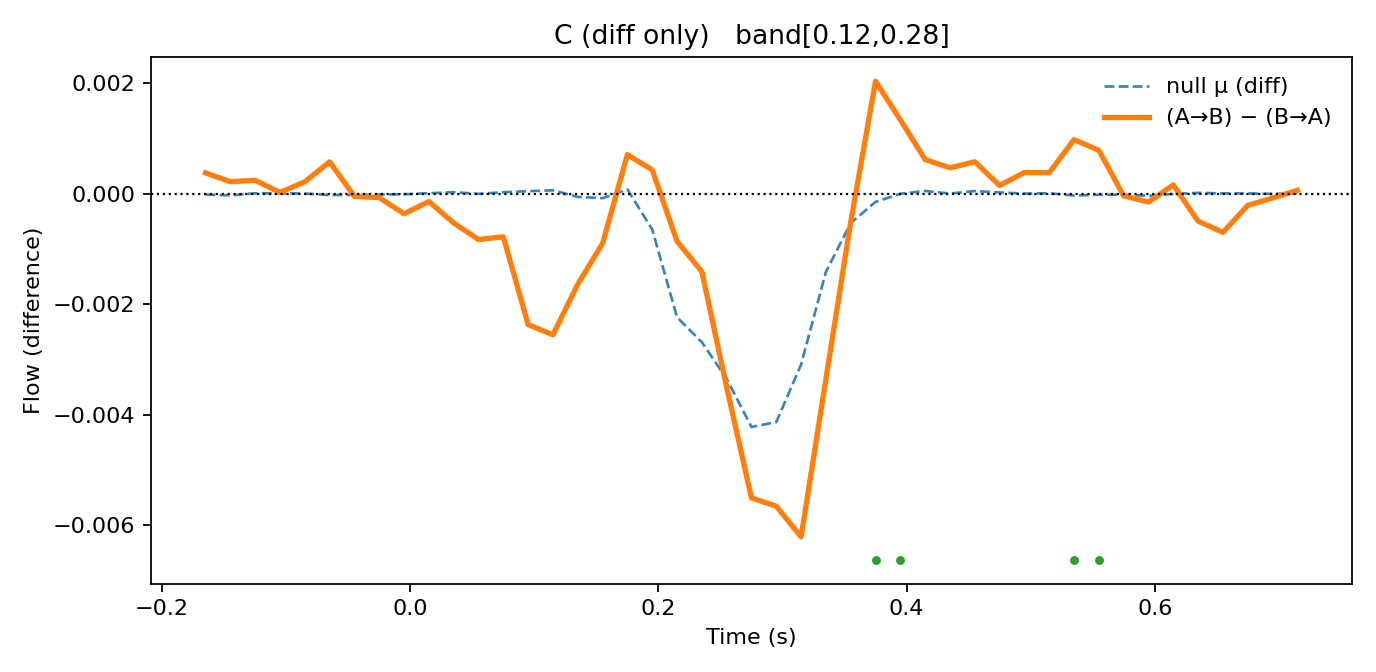 C (diff only)   band[0.12,0.28]
null μ (diff)
(A→B) − (B→A)
Flow (difference)
0.002
0.000
−0.002
−0.004
−0.006
−0.2
0.0
0.2
0.4
0.6
Time (s)